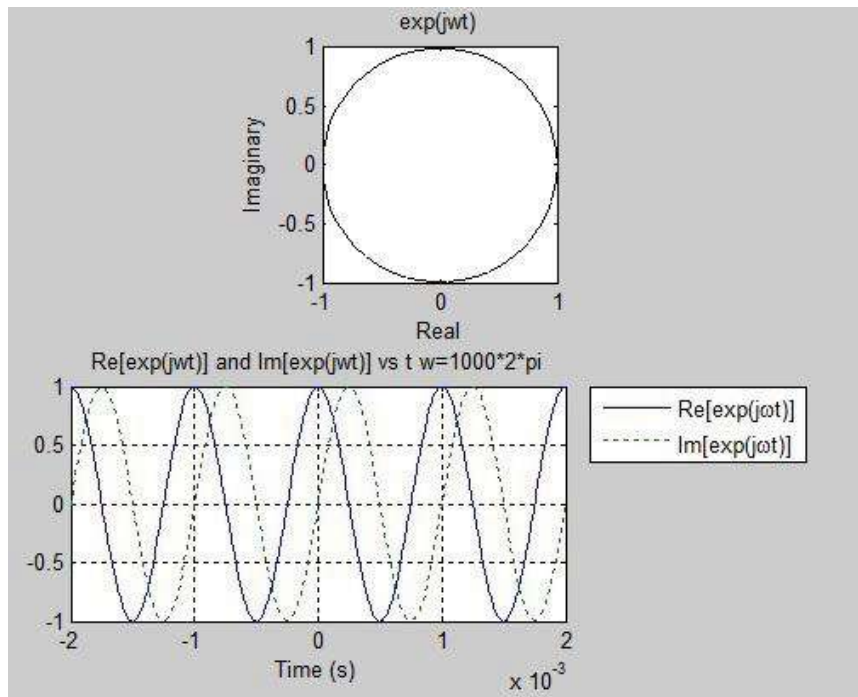 exp(jwt)
1
0.5
0
-0.5
-1
Imaginary
-1 0 1
Real
Re[exp(jwt)] and Im[exp(jwt)] vs t w=1000*2*pi
1
0.5
0
-0.5
-1
-2 -1 0 1 2
Time (s)
x 10^-3
Re[exp(jωt)]
Im[exp(jωt)]